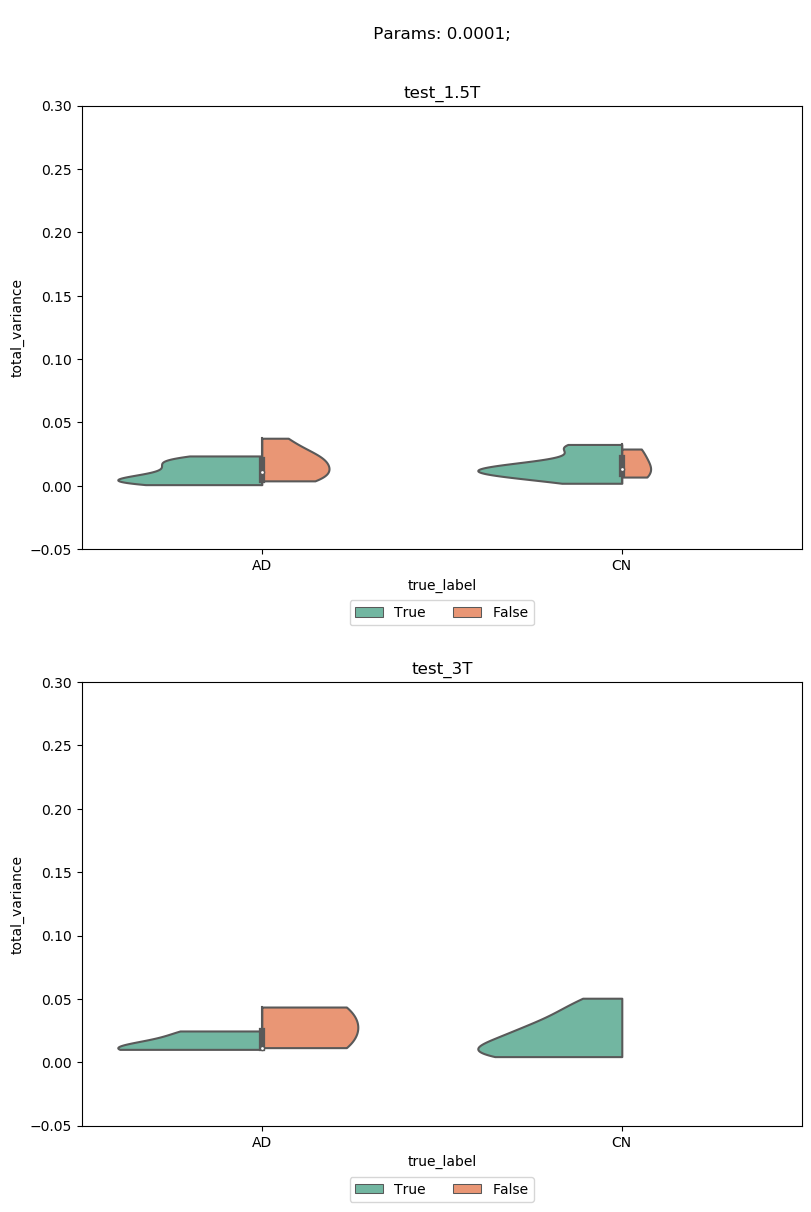 Params: 0.0001;
test_1.5T
0.30
0.25
0.20
0.15
0.10
0.05
0.00
−0.05
total_variance
AD CN
true_label
True False
test_3T
0.30
0.25
0.20
0.15
0.10
0.05
0.00
−0.05
total_variance
AD CN
true_label
True False